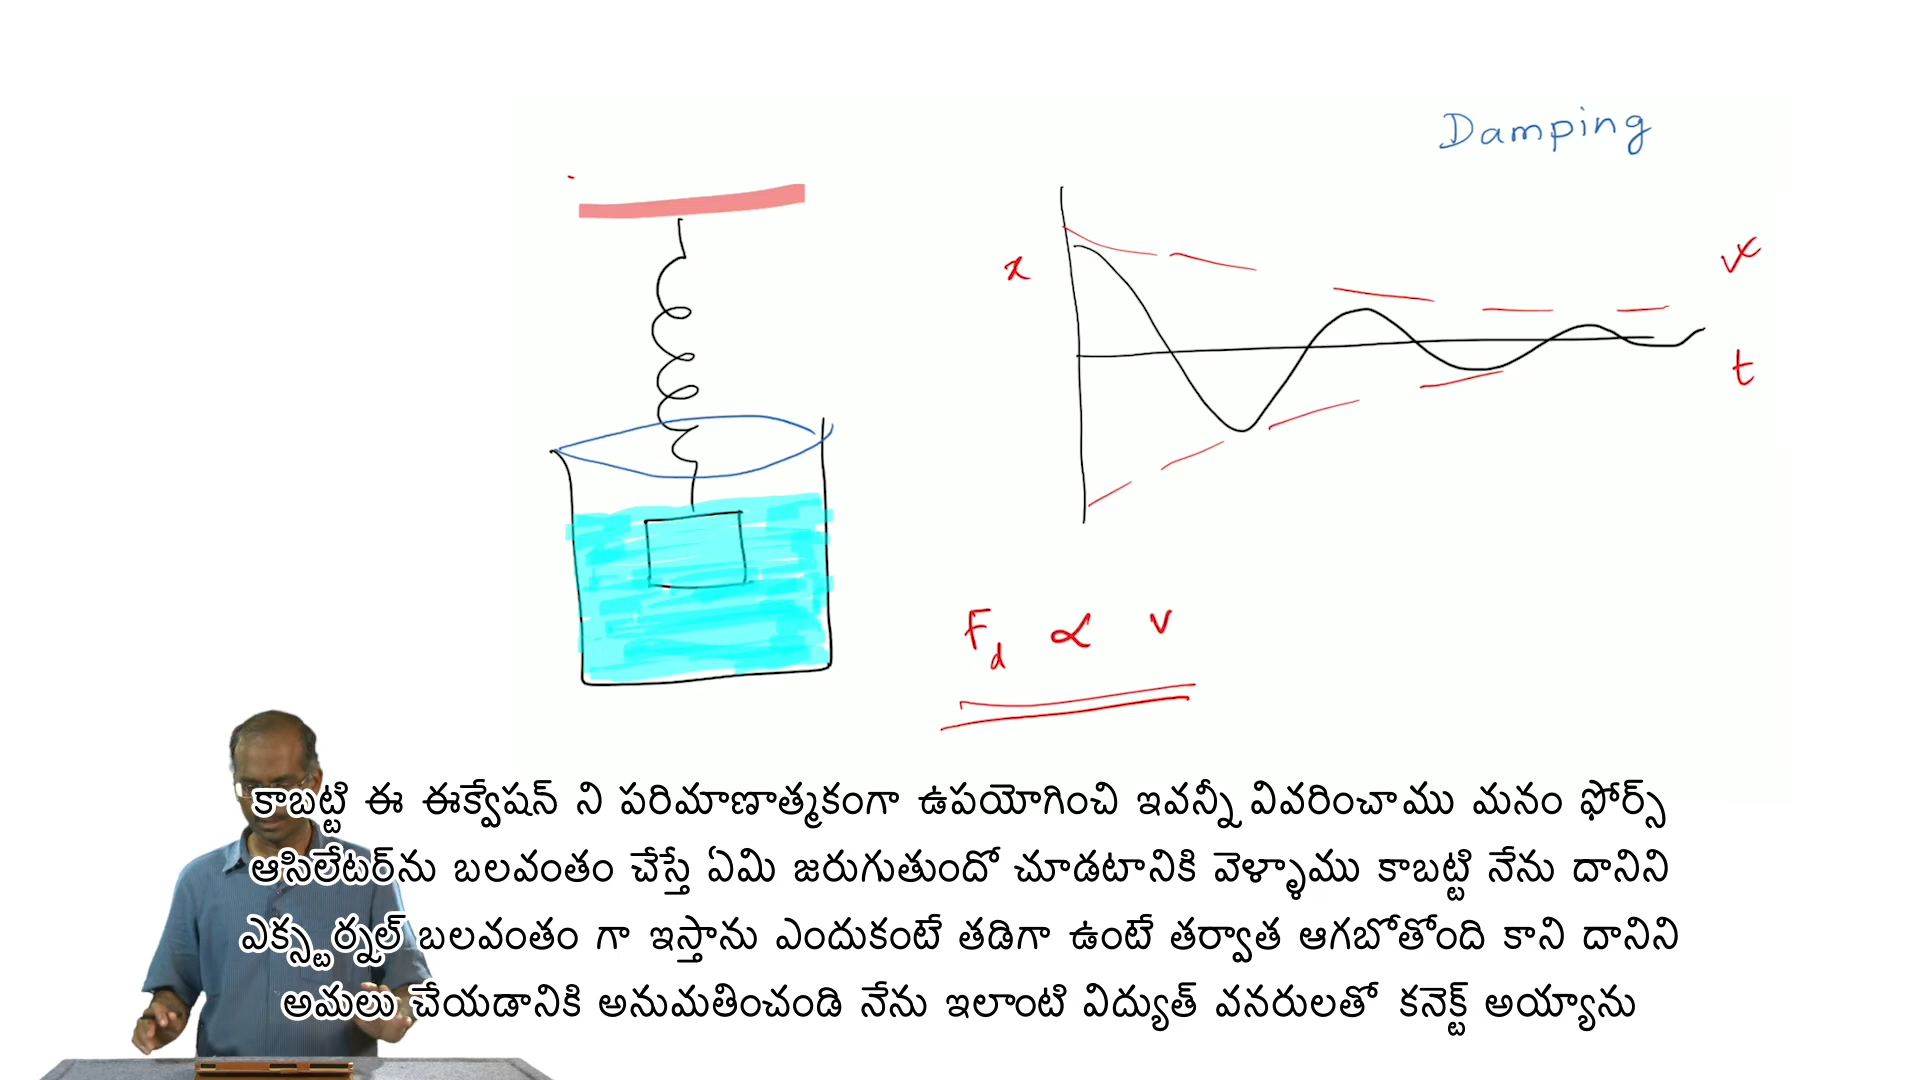 Damping
x
v
x
t
F_d ∝ v
కాబట్టి ఈ ఈక్వేషన్ ని పరిమాణాత్మకంగా ఉపయోగించి ఇవన్నీ వివరించాము మనం ఫోర్స్
ఆసిలేటర్‌ను బలవంతం చేస్తే ఏమి జరుగుతుందో చూడటానికి వెళ్ళాము కాబట్టి నేను దానిని
ఎక్స్టర్నల్ బలవంతం గా ఇస్తాను ఎందుకంటే తడిగా ఉంటే తర్వాత ఆగబోతోంది కాని దానిని
అమలు చేయడానికి అనుమతించండి నేను ఇలాంటి విద్యుత్ వనరులతో కనెక్ట్ అయ్యాను